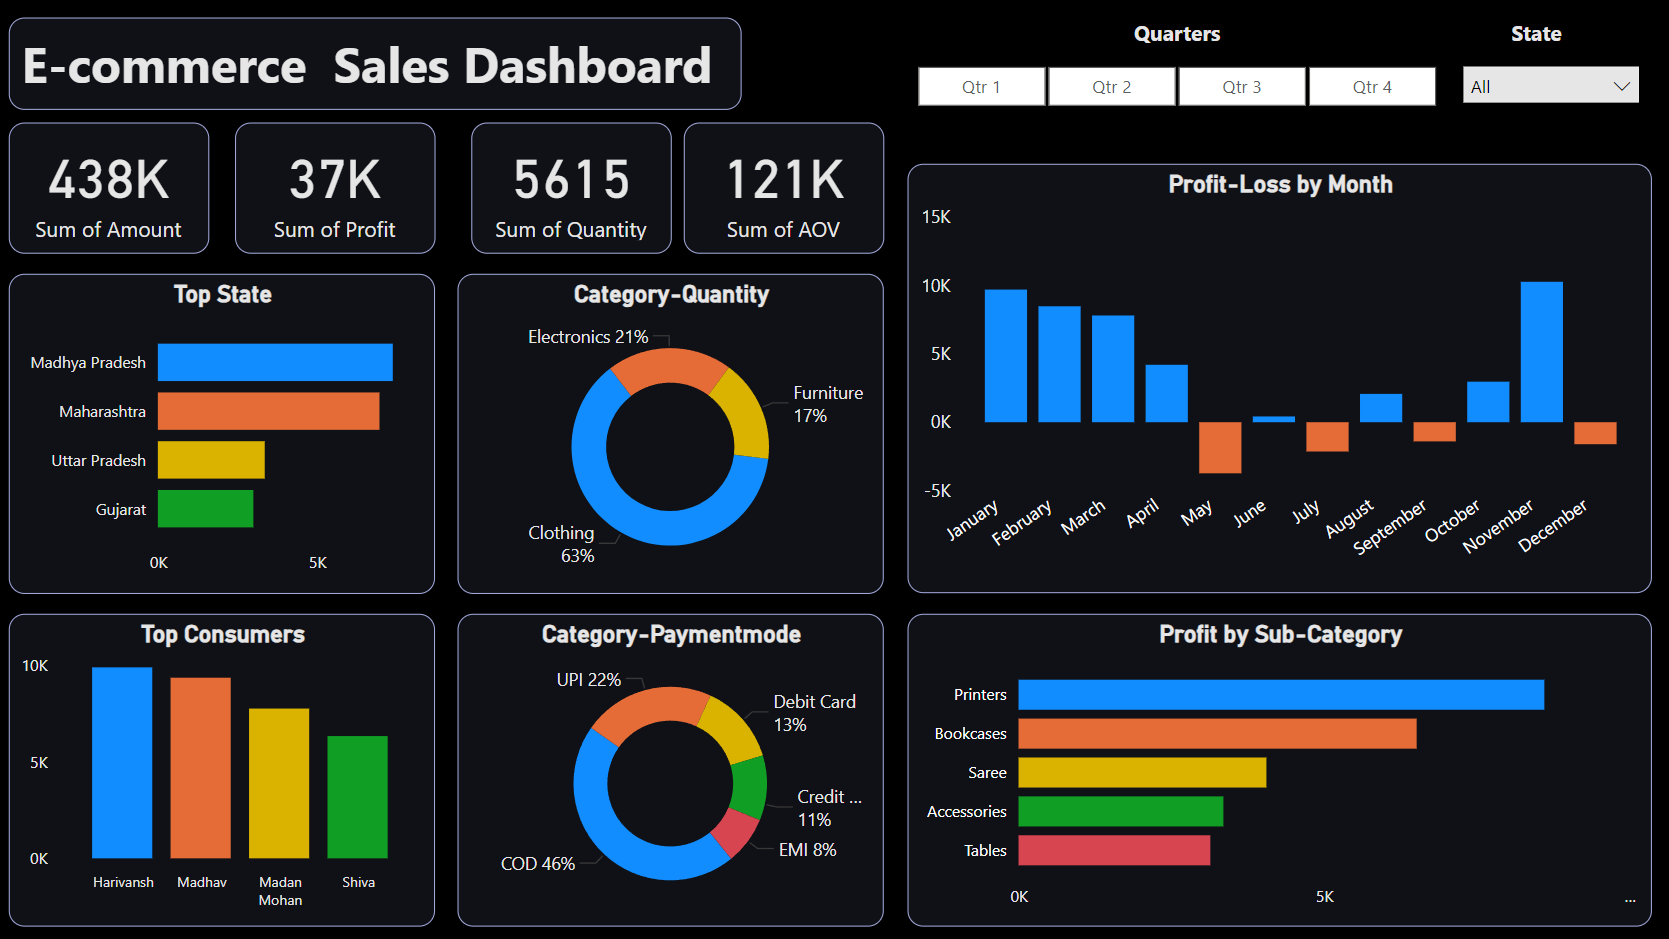 E-commerce  Sales Dashboard
Quarters
Qtr 1
Qtr 2
Qtr 3
Qtr 4
State
All
438K
Sum of Amount
37K
Sum of Profit
5615
Sum of Quantity
121K
Sum of AOV
Top State
Madhya Pradesh
Maharashtra
Uttar Pradesh
Gujarat
0K
5K
Category-Quantity
Electronics 21%
Furniture
17%
Clothing
63%
Profit-Loss by Month
15K
10K
5K
0K
-5K
January
February
March
April
May
June
July
August
September
October
November
December
Top Consumers
10K
5K
0K
Harivansh
Madhav
Madan
Mohan
Shiva
Category-Paymentmode
UPI 22%
Debit Card
13%
Credit ...
11%
EMI 8%
COD 46%
Profit by Sub-Category
Printers
Bookcases
Saree
Accessories
Tables
0K
5K
...